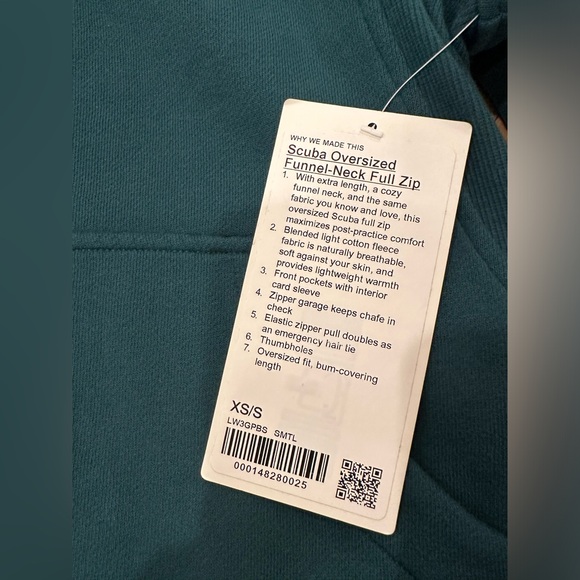 WHY WE MADE THIS
Scuba Oversized
Funnel-Neck Full Zip
1. With extra length, a cozy
funnel neck, and the same
fabric you know and love, this
oversized Scuba full zip
maximizes post-practice comfort
2. Blended light cotton fleece
fabric is naturally breathable,
soft against your skin, and
provides lightweight warmth
3. Front pockets with interior
card sleeve
4. Zipper garage keeps chafe in
check
5. Elastic zipper pull doubles as
an emergency hair tie
6. Thumbholes
7. Oversized fit, bum-covering
length
XS/S
LW3GPBS SMTL
000148280025